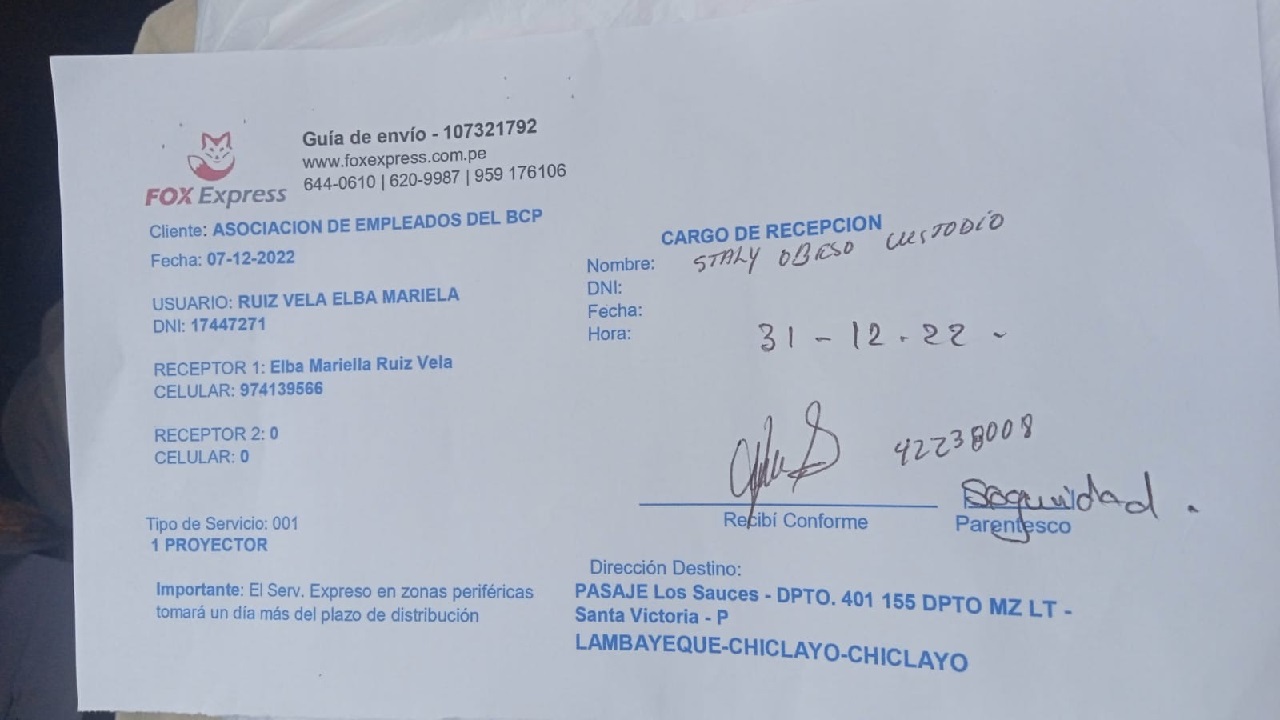 FOX Express
Guía de envío - 107321792
www.foxexpress.com.pe
644-0610 | 620-9987 | 959 176106
Cliente: ASOCIACION DE EMPLEADOS DEL BCP
Fecha: 07-12-2022
USUARIO: RUIZ VELA ELBA MARIELA
DNI: 17447271
RECEPTOR 1: Elba Mariella Ruiz Vela
CELULAR: 974139566
RECEPTOR 2: 0
CELULAR: 0
Tipo de Servicio: 001
1 PROYECTOR
Importante: El Serv. Expreso en zonas periféricas
tomará un día más del plazo de distribución
CARGO DE RECEPCION
Nombre: STALY OBESO CUSTODIO
DNI:
Fecha:
Hora: 31-12.22-
42238008
Seguridad.
Recibí Conforme
Parentesco
Dirección Destino:
PASAJE Los Sauces - DPTO. 401 155 DPTO MZ LT -
Santa Victoria - P
LAMBAYEQUE-CHICLAYO-CHICLAYO